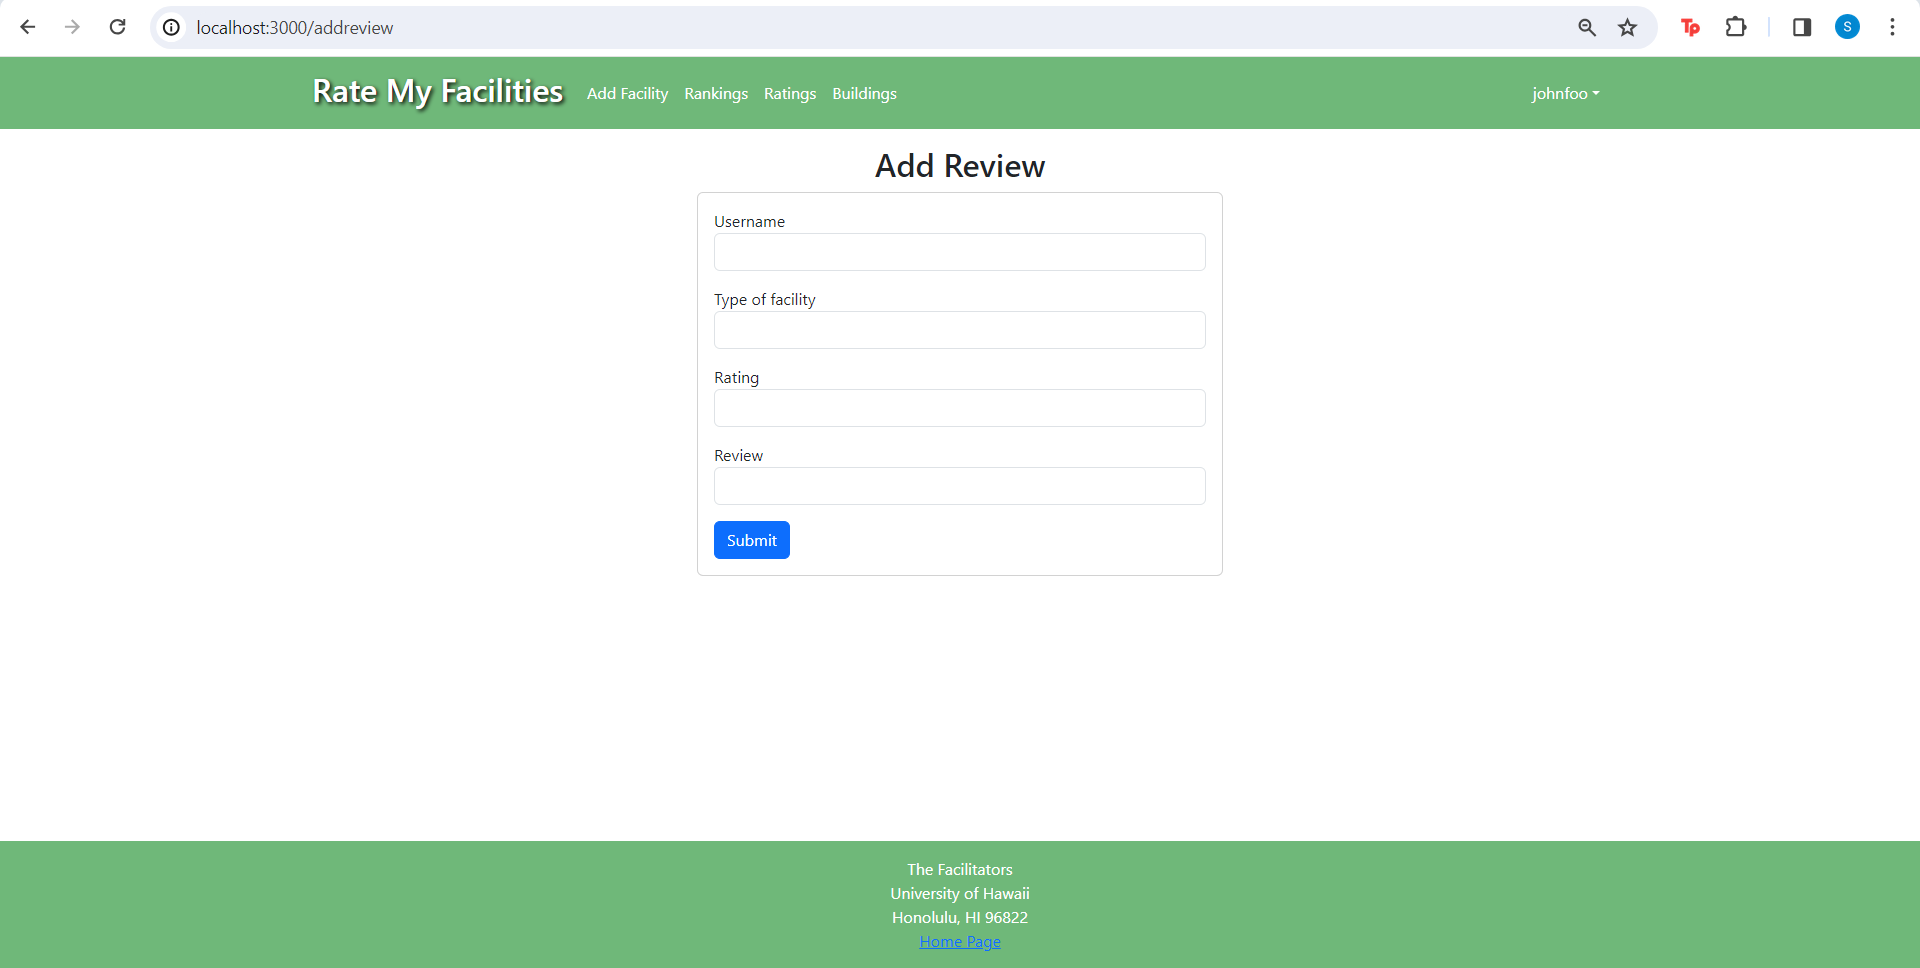 localhost:3000/addreview
Tp
S
Rate My Facilities Add Facility Rankings Ratings Buildings johnfoo
Add Review
Username
Type of facility
Rating
Review
Submit
The Facilitators
University of Hawaii
Honolulu, HI 96822
Home Page